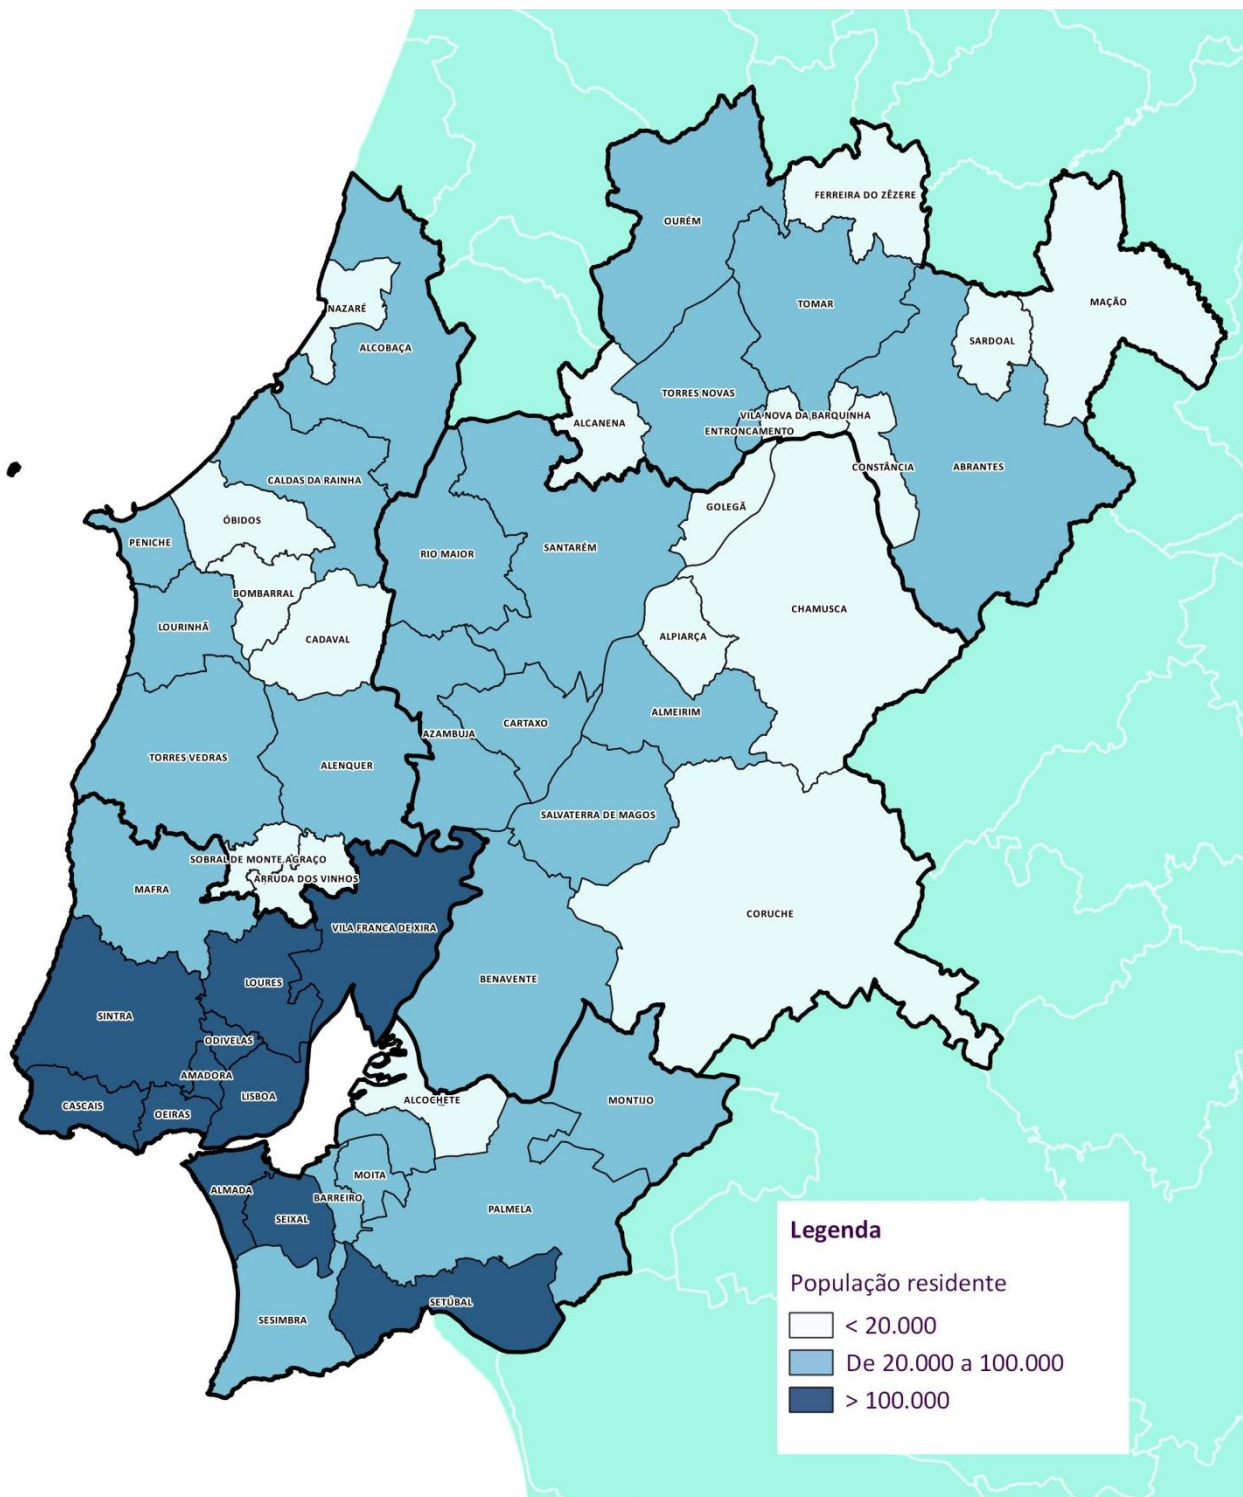 FERREIRA DO ZÊZERE
OURÉM
MAÇÃO
TOMAR
NAZARÉ
SARDOAL
ALCOBAÇA
TORRES NOVAS
VILA NOVA DA BARQUINHA
ALCANENA
ENTRONCAMENTO
CONSTÂNCIA
ABRANTES
CALDAS DA RAINHA
GOLEGÃ
ÓBIDOS
PENICHE
SANTARÉM
RIO MAIOR
BOMBARRAL
CHAMUSCA
LOURINHÃ
CADAVAL
ALPIARÇA
ALMEIRIM
CARTAXO
AZAMBUJA
TORRES VEDRAS
ALENQUER
SALVATERRA DE MAGOS
SOBRAL DE MONTE AGRAÇO
ARRUDA DOS VINHOS
MAFRA
CORUCHE
VILA FRANCA DE XIRA
BENAVENTE
LOURES
SINTRA
ODIVELAS
AMADORA
LISBOA
ALCOCHETE
MONTIJO
CASCAIS
OEIRAS
MOITA
ALMADA
BARREIRO
PALMELA
SEIXAL
SETÚBAL
SESIMBRA
Legenda
População residente
< 20.000
De 20.000 a 100.000
> 100.000